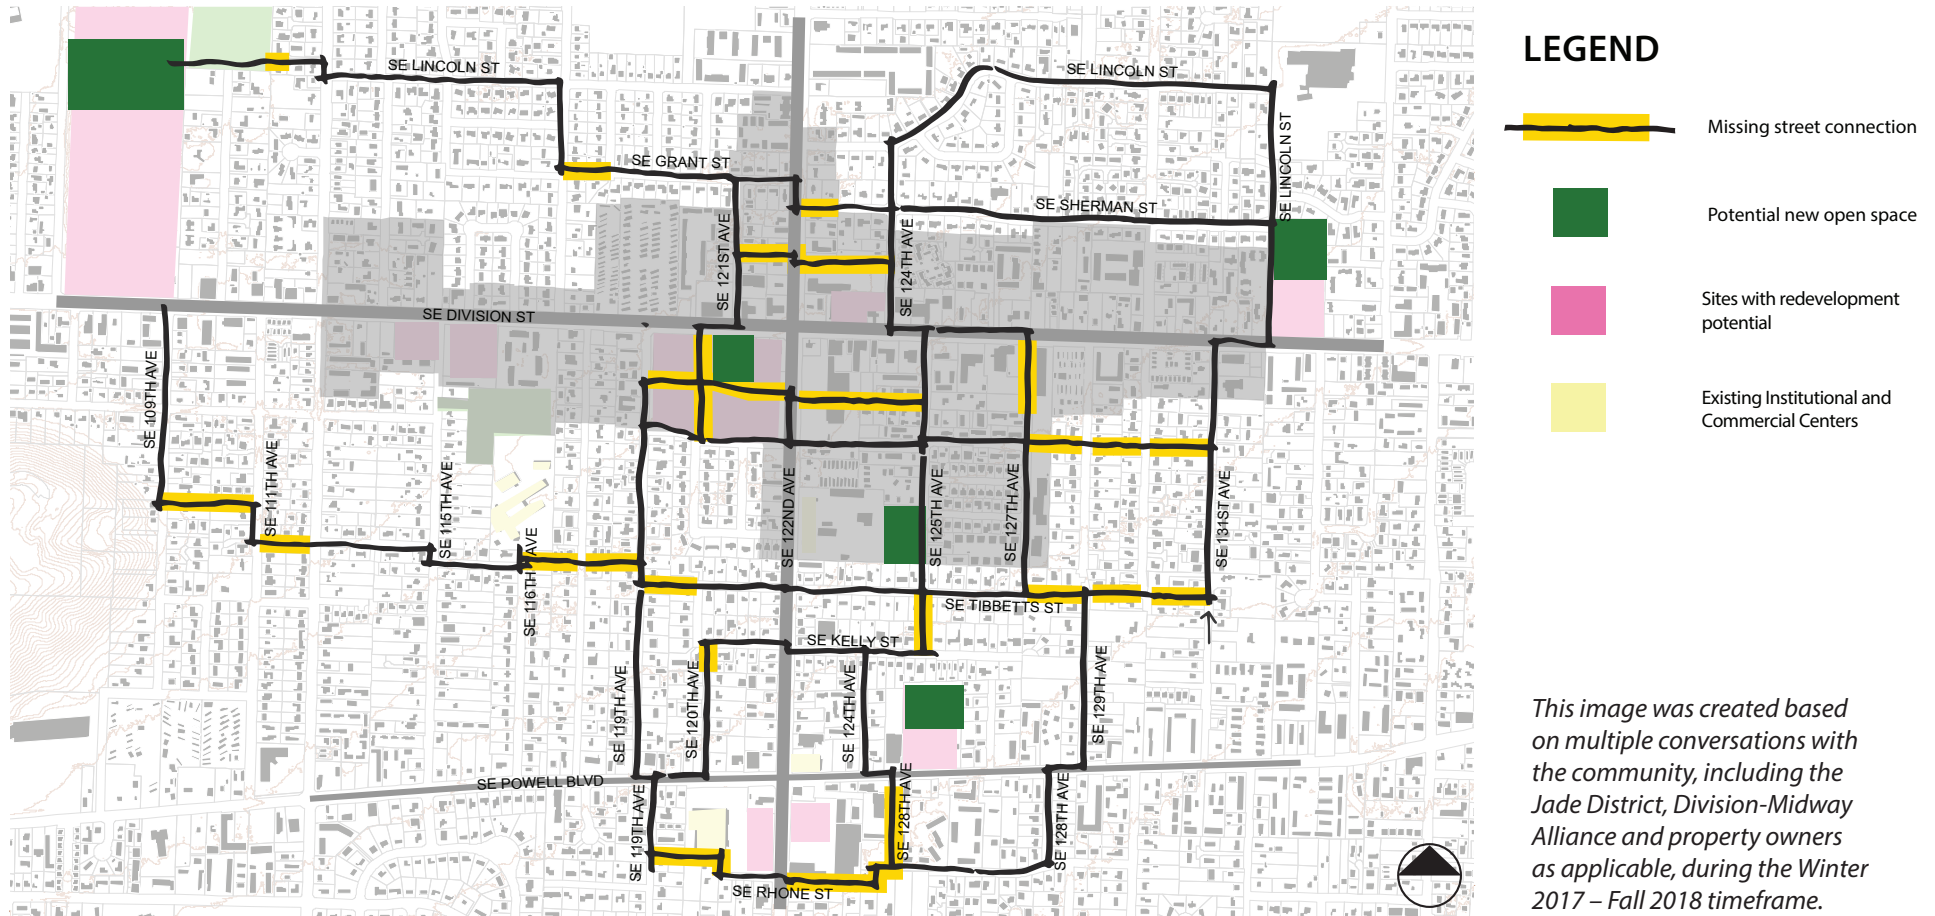 SE LINCOLN ST
SE LINCOLN ST
SE LINCOLN ST
SE GRANT ST
SE SHERMAN ST
SE 121ST AVE
SE 124TH AVE
SE DIVISION ST
SE 109TH AVE
SE 111TH AVE
SE 115TH AVE
SE 116TH AVE
SE 122ND AVE
SE 125TH AVE
SE 127TH AVE
SE 131ST AVE
SE TIBBETTS ST
SE KELLY ST
SE 119TH AVE
SE 120TH AVE
SE 124TH AVE
SE 129TH AVE
SE POWELL BLVD
SE 119TH AVE
SE 128TH AVE
SE 128TH AVE
SE RHONE ST
LEGEND
Missing street connection
Potential new open space
Sites with redevelopment
potential
Existing Institutional and
Commercial Centers
This image was created based
on multiple conversations with
the community, including the
Jade District, Division-Midway
Alliance and property owners
as applicable, during the Winter
2017 – Fall 2018 timeframe.